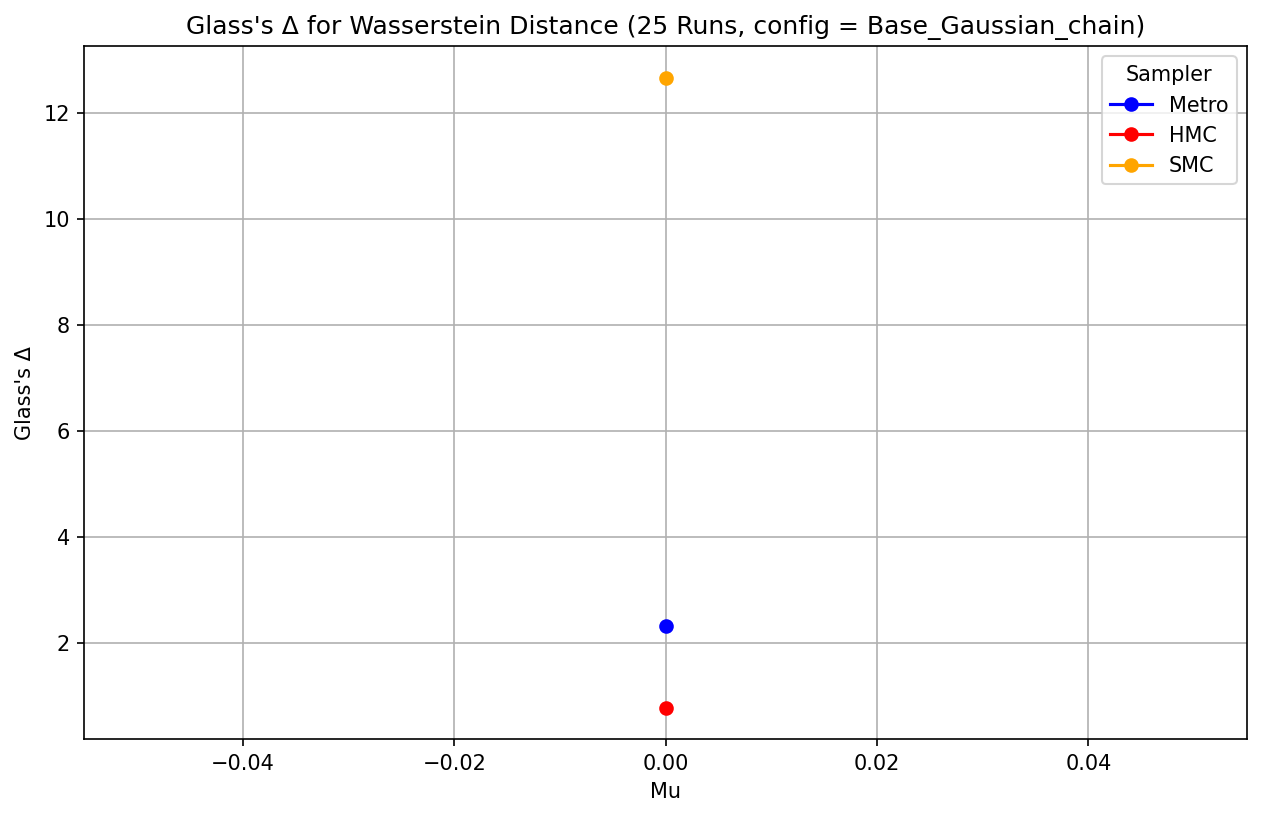 Glass's Δ for Wasserstein Distance (25 Runs, config = Base_Gaussian_chain)
Sampler
Metro
HMC
SMC
Glass's Δ
12
10
8
6
4
2
−0.04
−0.02
0.00
0.02
0.04
Mu